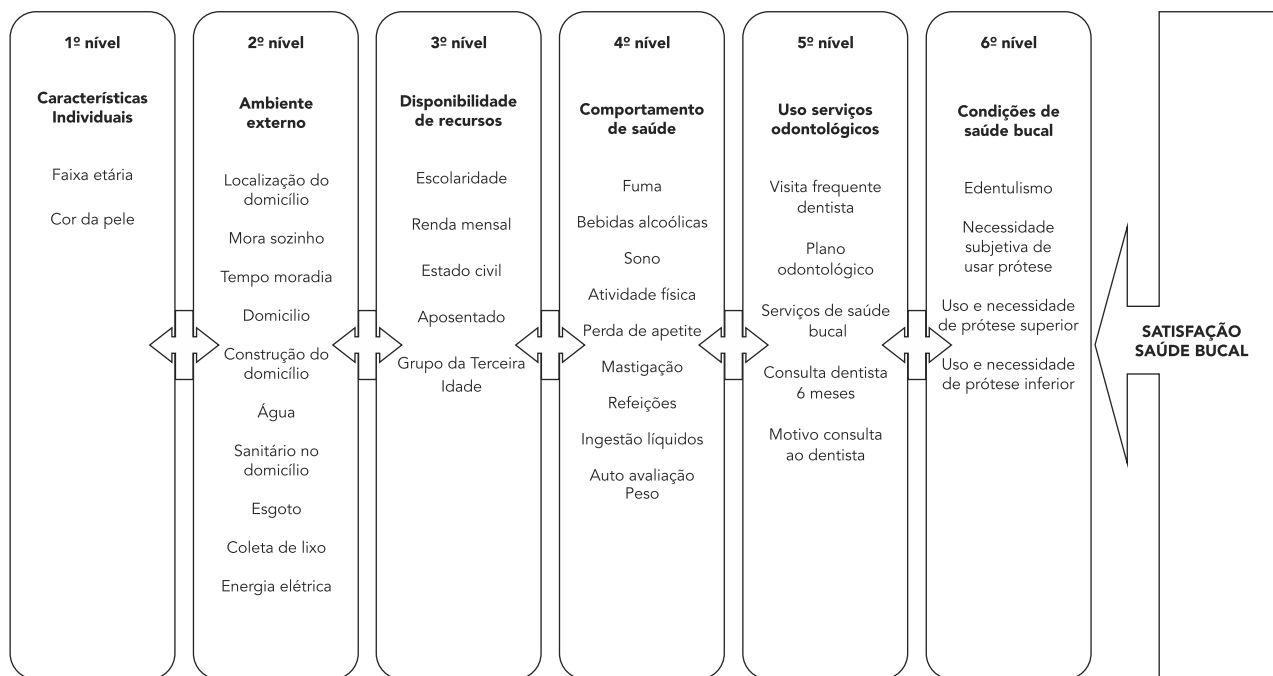 1º nível
Características
Individuais
Faixa etária
Cor da pele
2º nível
Ambiente
externo
Localização do
domicílio
Mora sozinho
Tempo moradia
Domicilio
Construção do
domicílio
Água
Sanitário no
domicílio
Esgoto
Coleta de lixo
Energia elétrica
3º nível
Disponibilidade
de recursos
Escolaridade
Renda mensal
Estado civil
Aposentado
Grupo da Terceira
Idade
4º nível
Comportamento
de saúde
Fuma
Bebidas alcoólicas
Sono
Atividade física
Perda de apetite
Mastigação
Refeições
Ingestão líquidos
Auto avaliação
Peso
5º nível
Uso serviços
odontológicos
Visita frequente
dentista
Plano
odontológico
Serviços de saúde
bucal
Consulta dentista
6 meses
Motivo consulta
ao dentista
6º nível
Condições de
saúde bucal
Edentulismo
Necessidade
subjetiva de
usar prótese
Uso e necessidade
de prótese superior
Uso e necessidade
de prótese inferior
SATISFAÇÃO
SAÚDE BUCAL